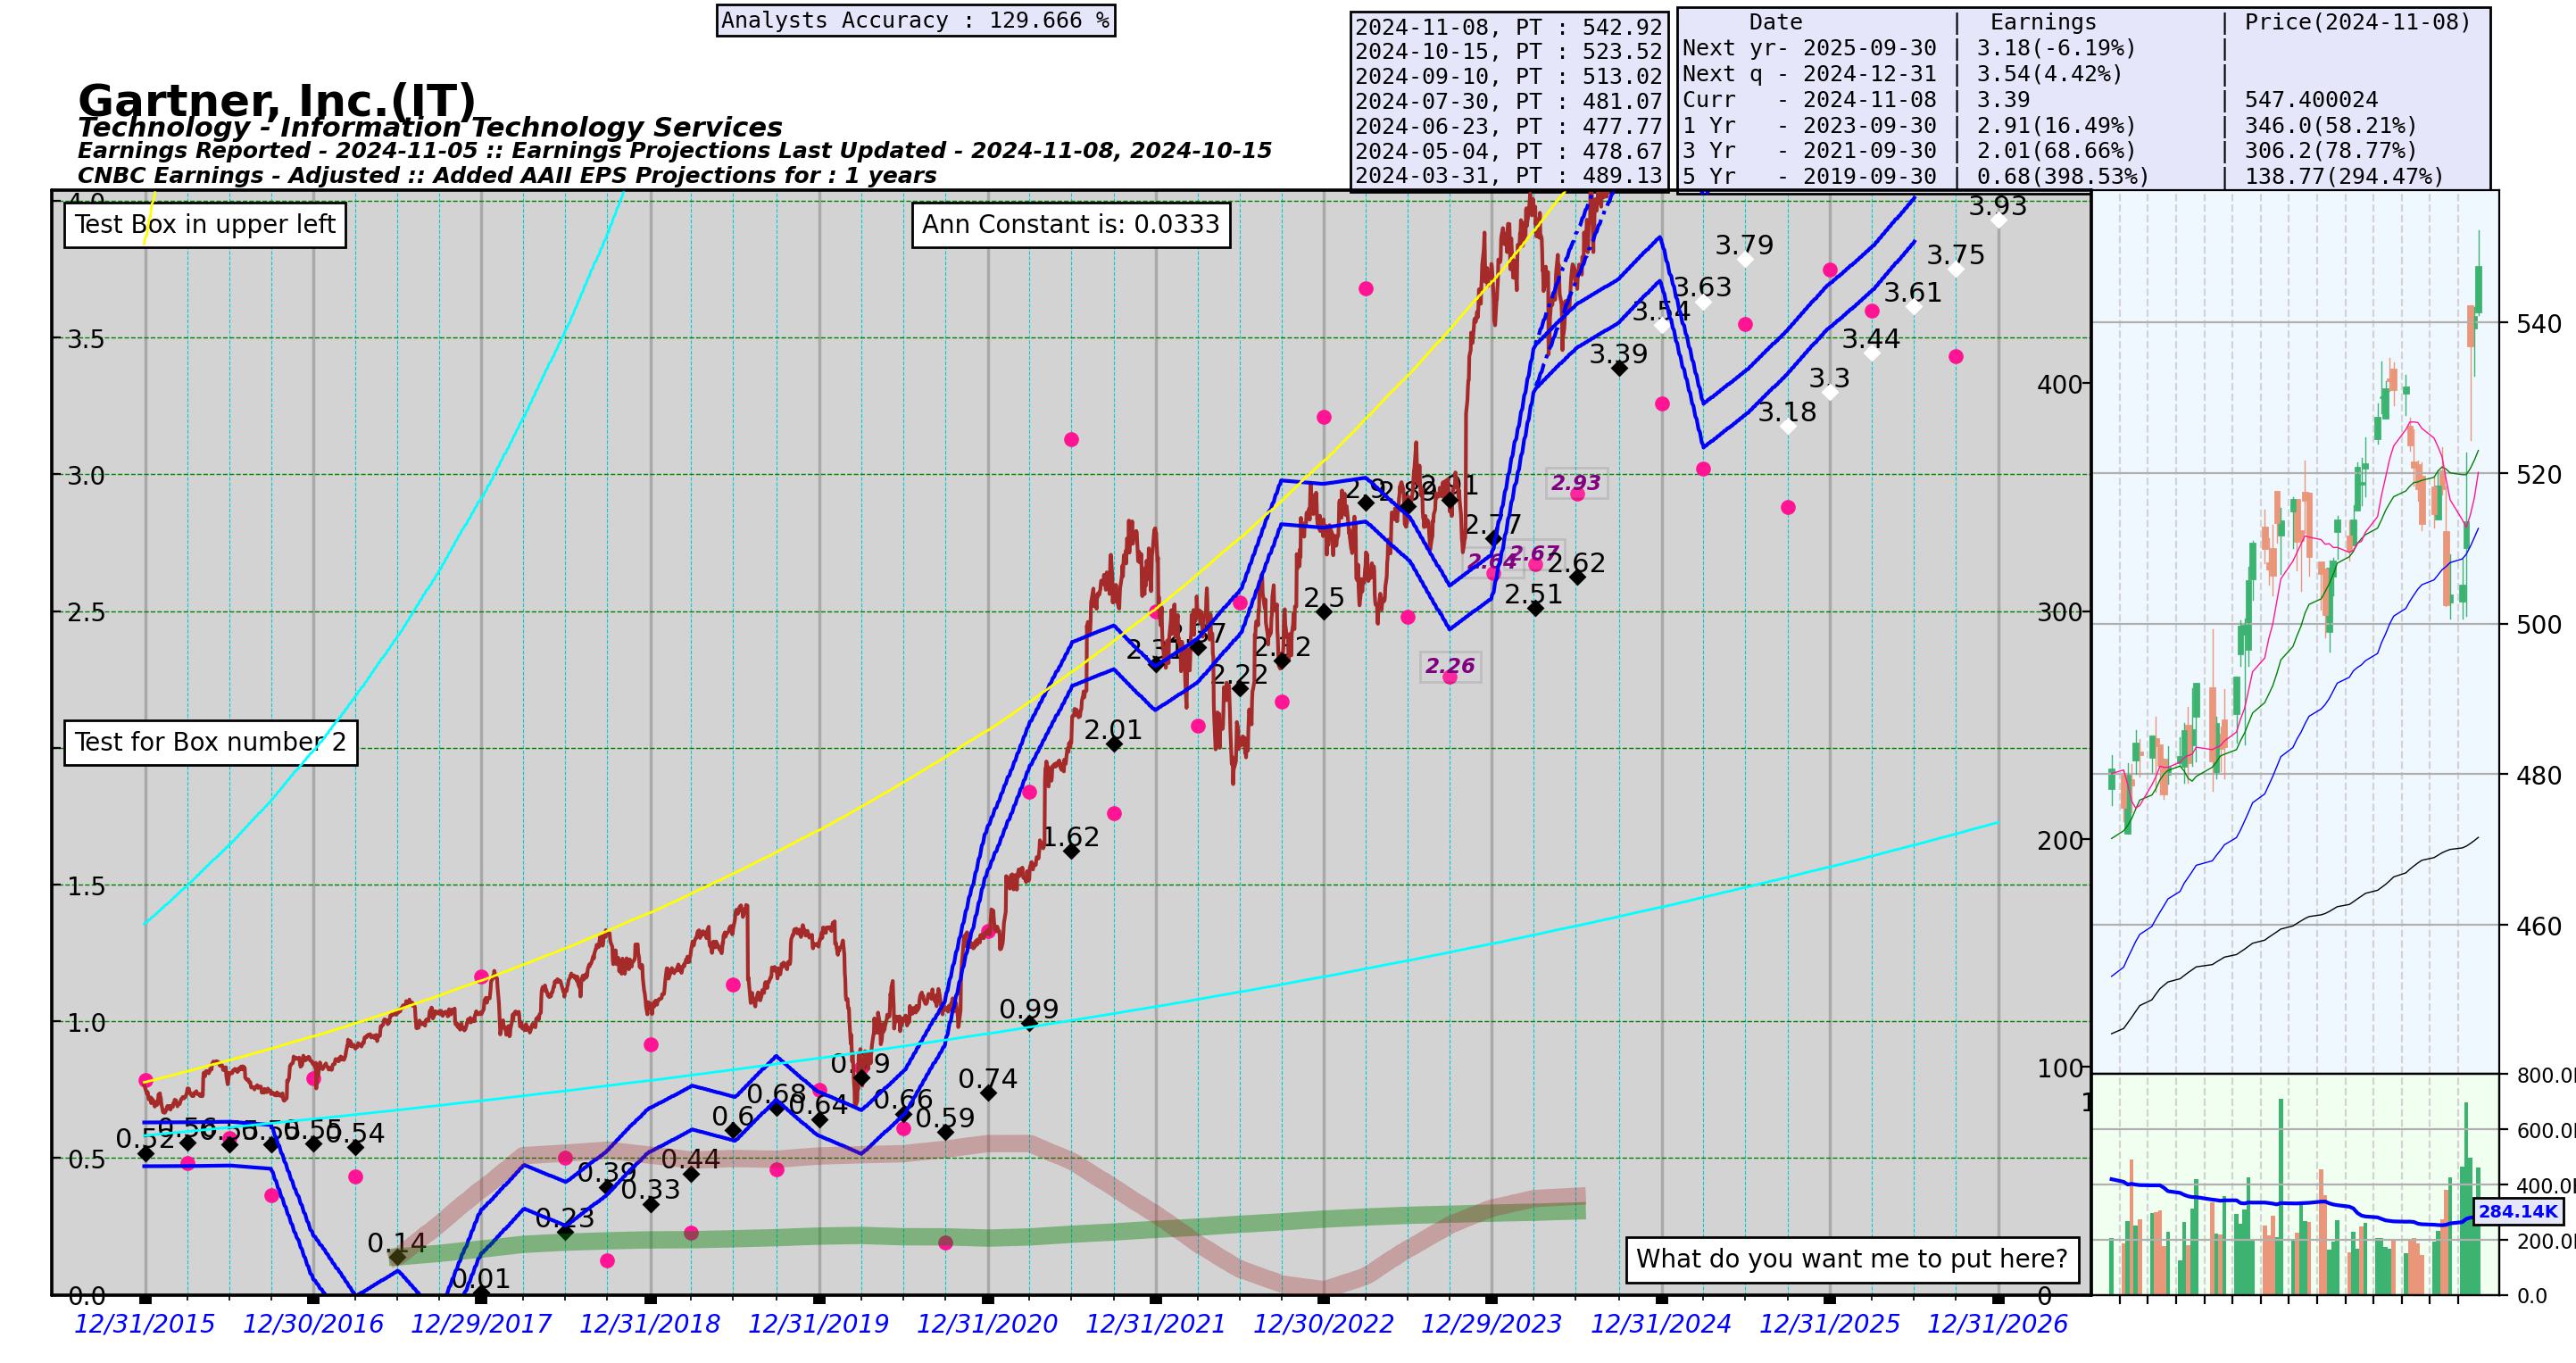 Analysts Accuracy : 129.666 %
2024-11-08, PT : 542.92
2024-10-15, PT : 523.52
2024-09-10, PT : 513.02
2024-07-30, PT : 481.07
2024-06-23, PT : 477.77
2024-05-04, PT : 478.67
2024-03-31, PT : 489.13
Date | Earnings | Price(2024-11-08)
Next yr- 2025-09-30 | 3.18(-6.19%) |
Next q - 2024-12-31 | 3.54(4.42%) |
Curr - 2024-11-08 | 3.39 | 547.400024
1 Yr - 2023-09-30 | 2.91(16.49%) | 346.0(58.21%)
3 Yr - 2021-09-30 | 2.01(68.66%) | 306.2(78.77%)
5 Yr - 2019-09-30 | 0.68(398.53%) | 138.77(294.47%)
Gartner, Inc.(IT)
Technology - Information Technology Services
Earnings Reported - 2024-11-05 :: Earnings Projections Last Updated - 2024-11-08, 2024-10-15
CNBC Earnings - Adjusted :: Added AAII EPS Projections for : 1 years
Test Box in upper left
Ann Constant is: 0.0333
Test for Box number 2
What do you want me to put here?
4.0
3.5
3.0
2.5
1.5
1.0
0.5
0.0
0.52
0.56
0.55
0.54
0.14
0.01
0.23
0.39
0.33
0.44
0.6
0.68
0.64
0.66
0.59
0.74
0.99
1.62
2.01
2.22
2.5
2.9
2.91
2.77
2.51
2.62
3.39
3.54
3.63
3.79
3.18
3.3
3.44
3.61
3.75
3.93
2.26
2.64
2.67
2.93
400
300
200
100
0
540
520
500
480
460
284.14K
0.0
12/31/2015
12/30/2016
12/29/2017
12/31/2018
12/31/2019
12/31/2020
12/31/2021
12/30/2022
12/29/2023
12/31/2024
12/31/2025
12/31/2026